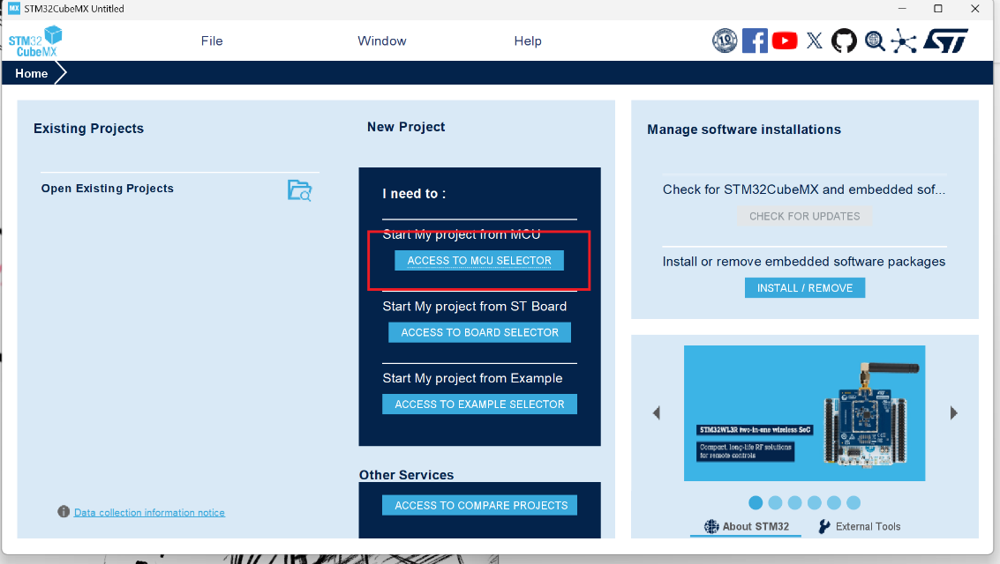 MX STM32CubeMX Untitled
STM32
CubeMX
File
Window
Help
10
Home
Existing Projects
Open Existing Projects
Data collection information notice
New Project
I need to :
Start My project from MCU
ACCESS TO MCU SELECTOR
Start My project from ST Board
ACCESS TO BOARD SELECTOR
Start My project from Example
ACCESS TO EXAMPLE SELECTOR
Other Services
ACCESS TO COMPARE PROJECTS
Manage software installations
Check for STM32CubeMX and embedded sof...
CHECK FOR UPDATES
Install or remove embedded software packages
INSTALL / REMOVE
STM32WL3R two-in-one wireless SoC
Compact, long-life RF solutions
for remote controls
About STM32
External Tools